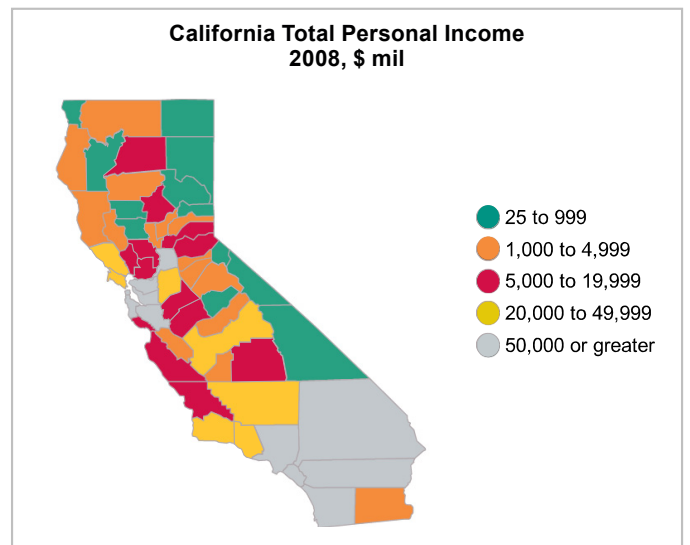 California Total Personal Income
2008, $ mil
25 to 999
1,000 to 4,999
5,000 to 19,999
20,000 to 49,999
50,000 or greater